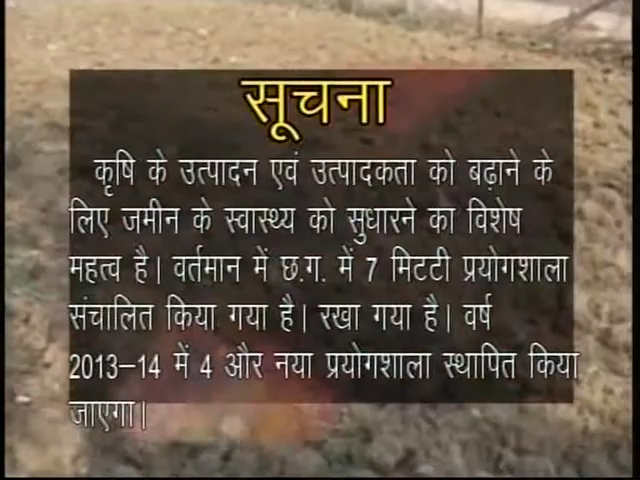 सूचना
कृषि के उत्पादन एवं उत्पादकता को बढ़ाने के
लिए जमीन के स्वास्थ्य को सुधारने का विशेष
महत्व है। वर्तमान में छ.ग. में 7 मिटटी प्रयोगशाला
संचालित किया गया है। रखा गया है। वर्ष
2013–14 में 4 और नया प्रयोगशाला स्थापित किया
जाएगा।